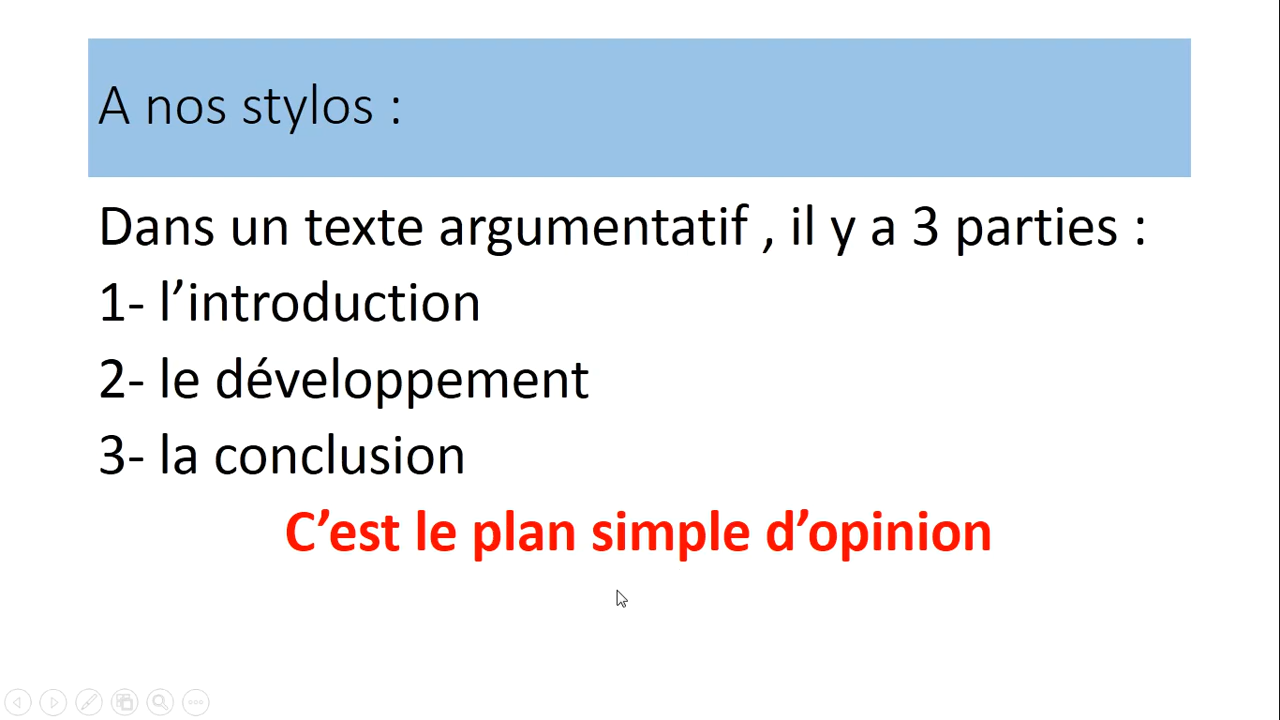 A nos stylos :
Dans un texte argumentatif , il y a 3 parties :
1- l’introduction
2- le développement
3- la conclusion
C’est le plan simple d’opinion